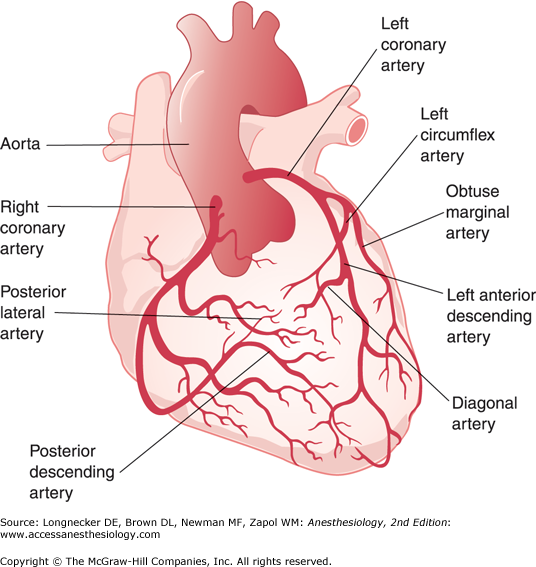 Left
coronary
artery
Left
circumflex
artery
Aorta
Obtuse
marginal
artery
Right
coronary
artery
Posterior
lateral
artery
Left anterior
descending
artery
Diagonal
artery
Posterior
descending
artery
Source: Longnecker DE, Brown DL, Newman MF, Zapol WM: Anesthesiology, 2nd Edition:
www.accessanesthesiology.com
Copyright © The McGraw-Hill Companies, Inc. All rights reserved.